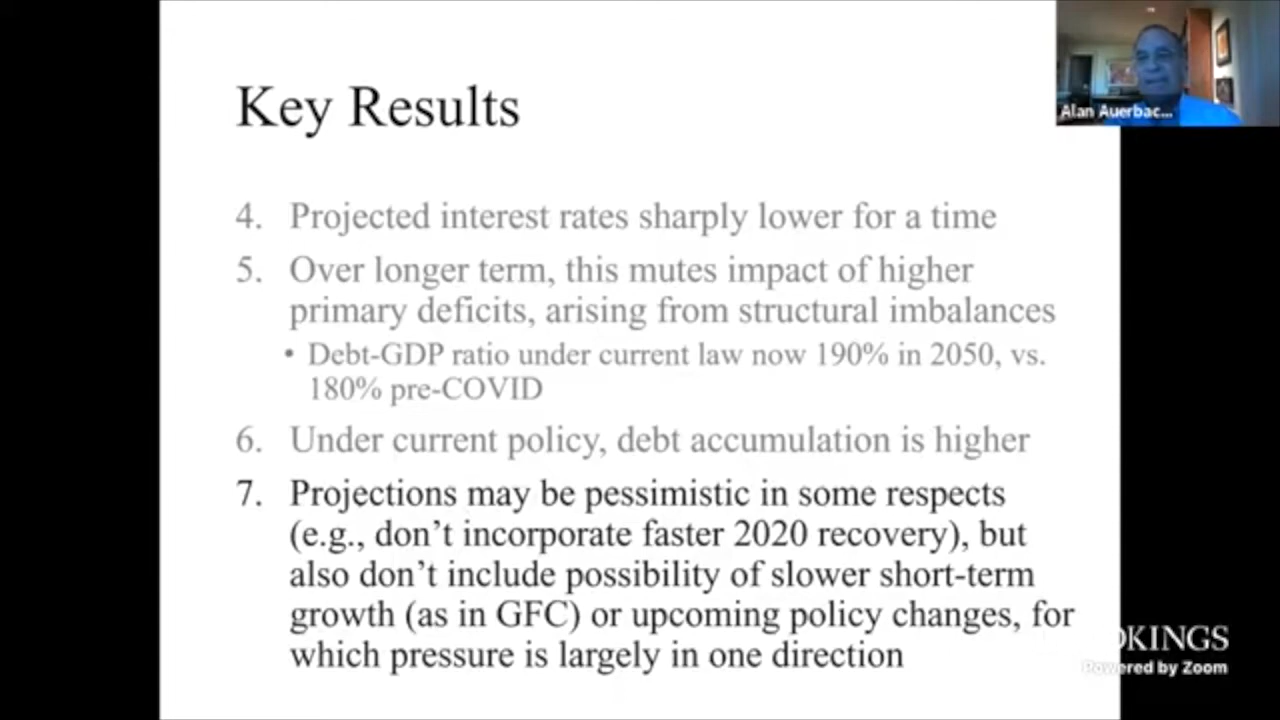 Key Results
Alan Auerbac...
4. Projected interest rates sharply lower for a time
5. Over longer term, this mutes impact of higher
primary deficits, arising from structural imbalances
• Debt-GDP ratio under current law now 190% in 2050, vs.
180% pre-COVID
6. Under current policy, debt accumulation is higher
7. Projections may be pessimistic in some respects
(e.g., don’t incorporate faster 2020 recovery), but
also don’t include possibility of slower short-term
growth (as in GFC) or upcoming policy changes, for
which pressure is largely in one direction
OKINGS
Powered by Zoom